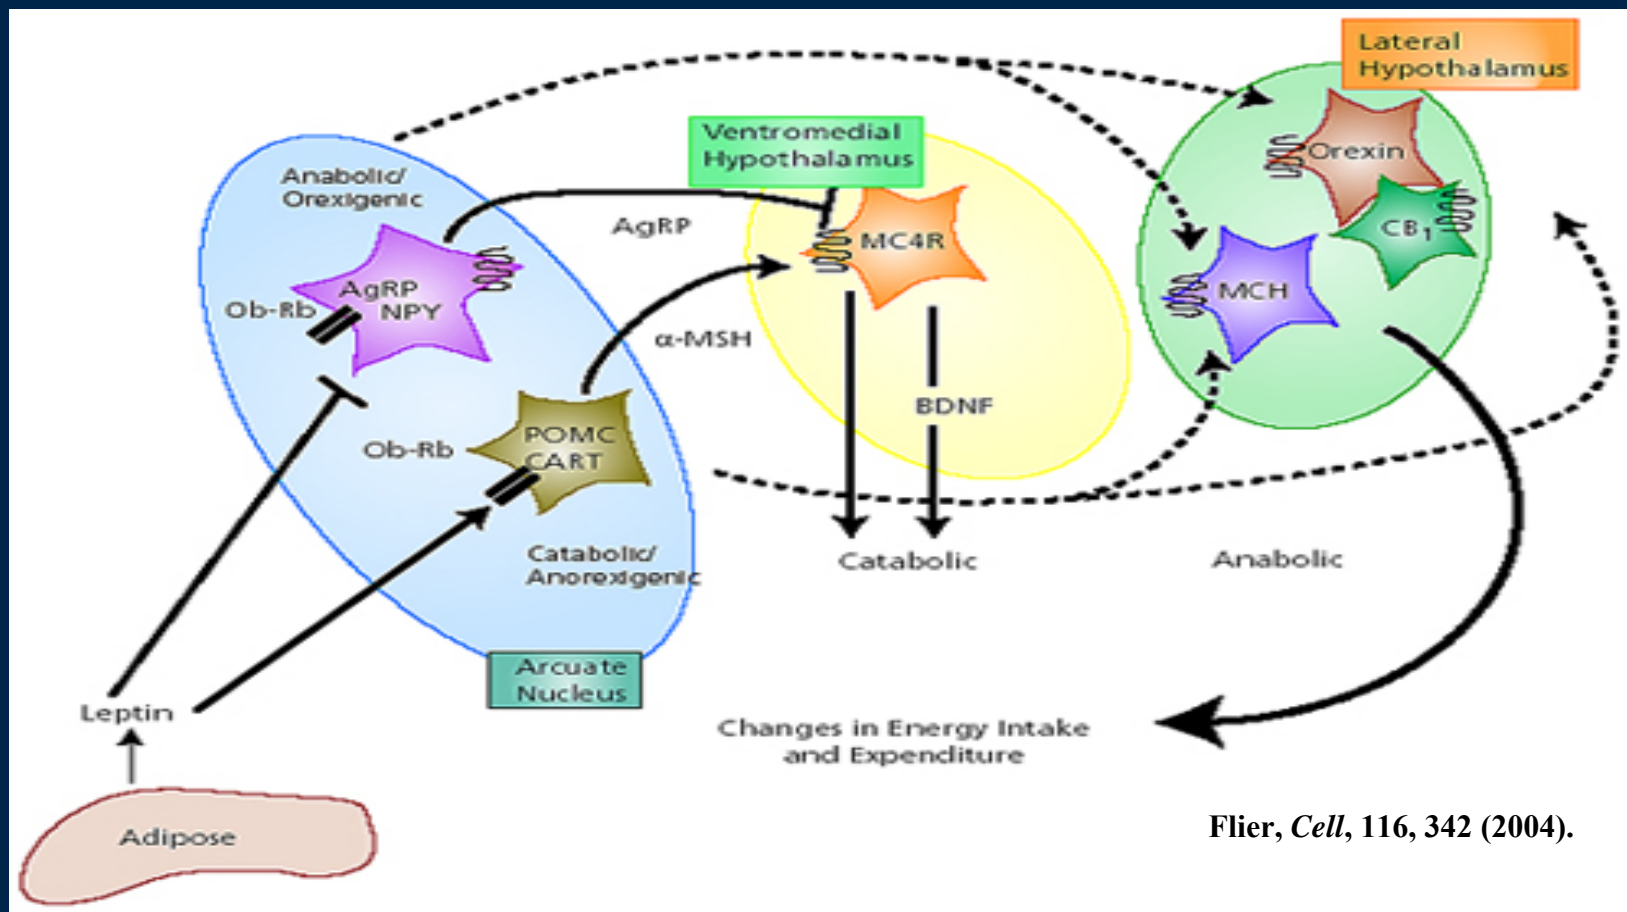 Lateral
Hypothalamus
Ventromedial
Hypothalamus
Orexin
CB1
MCH
MC4R
Anabolic/
Orexigenic
AgRP
AgRP
NPY
Ob-Rb
α-MSH
BDNF
POMC
CART
Ob-Rb
Catabolic/
Anorexigenic
Catabolic
Anabolic
Arcuate
Nucleus
Leptin
Changes in Energy Intake
and Expenditure
Adipose
Flier, Cell, 116, 342 (2004).